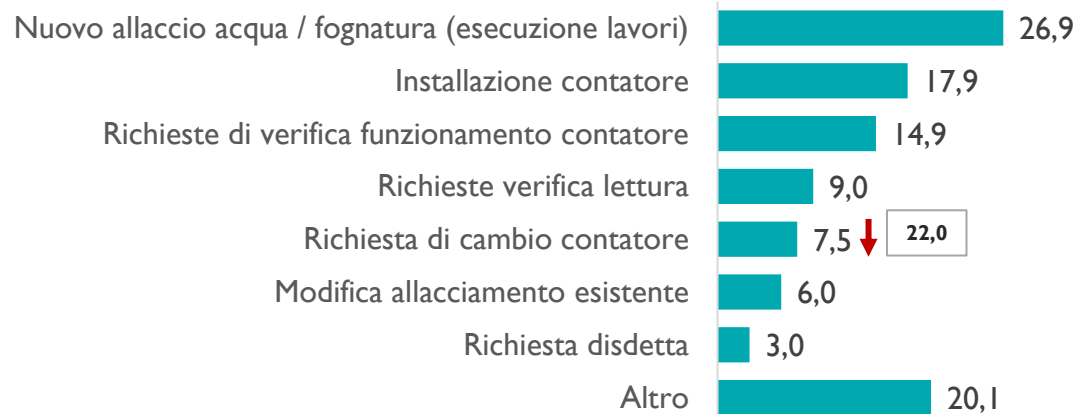 Nuovo allaccio acqua / fognatura (esecuzione lavori) 26,9
Installazione contatore 17,9
Richieste di verifica funzionamento contatore 14,9
Richieste verifica lettura 9,0
Richiesta di cambio contatore 7,5 22,0
Modifica allacciamento esistente 6,0
Richiesta disdetta 3,0
Altro 20,1